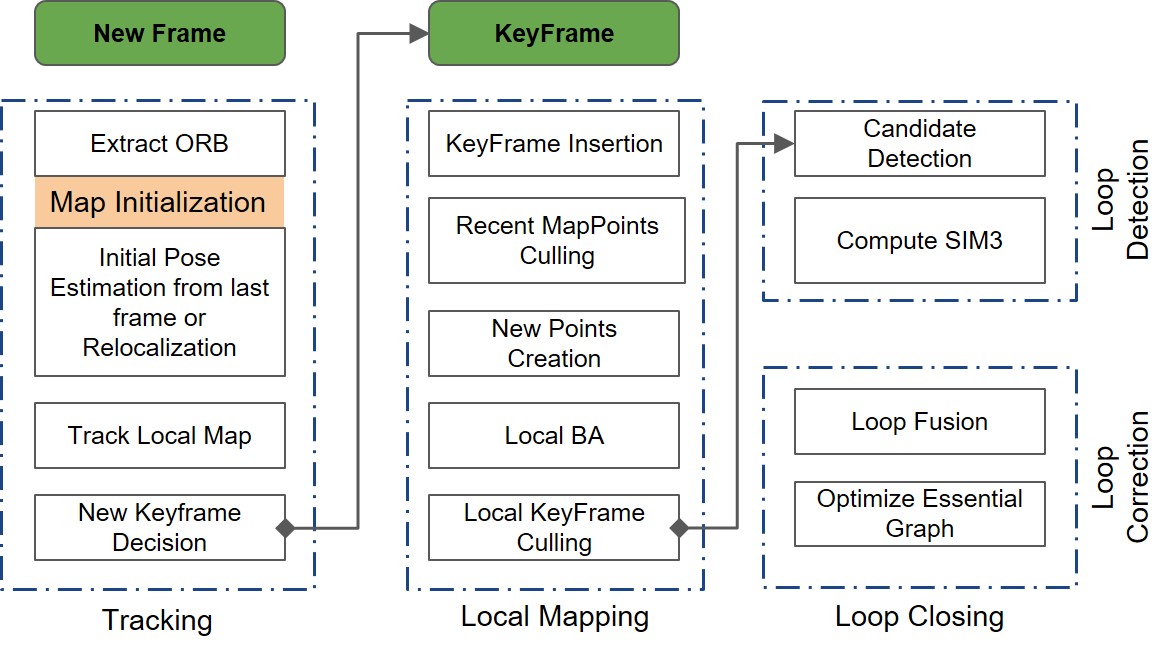 New Frame
Extract ORB
Map Initialization
Initial Pose
Estimation from last
frame or
Relocalization
Track Local Map
New Keyframe
Decision
Tracking
KeyFrame
KeyFrame Insertion
Recent MapPoints
Culling
New Points
Creation
Local BA
Local KeyFrame
Culling
Local Mapping
Candidate
Detection
Compute SIM3
Loop
Detection
Loop Fusion
Optimize Essential
Graph
Loop
Correction
Loop Closing